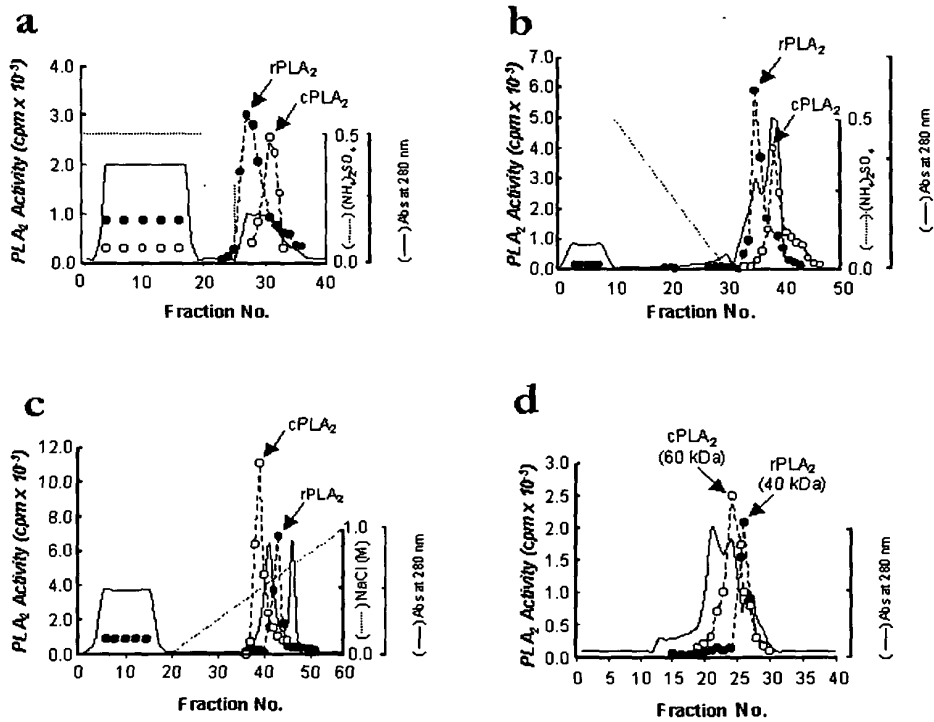 a
PLA₂ Activity (cpm x 10⁻³)
4.0
3.0
2.0
1.0
0.0
rPLA₂
cPLA₂
0.5
0.0
(······) (NH₄)₂SO₄
(—) Abs at 280 nm
0 10 20 30 40
Fraction No.
b
PLA₂ Activity (cpm x 10⁻³)
7.0
6.0
5.0
4.0
3.0
2.0
1.0
0.0
rPLA₂
cPLA₂
0.5
0.0
(······) (NH₄)₂SO₄
(—) Abs at 280 nm
0 10 20 30 40 50
Fraction No.
c
PLA₂ Activity (cpm x 10⁻³)
12.0
10.0
8.0
6.0
4.0
2.0
0.0
cPLA₂
rPLA₂
1.0
0.0
(······) NaCl (M)
(—) Abs at 280 nm
0 10 20 30 40 50 60
Fraction No.
d
PLA₂ Activity (cpm x 10⁻³)
3.0
2.5
2.0
1.5
1.0
0.5
0
cPLA₂
(60 kDa)
rPLA₂
(40 kDa)
(—) Abs at 280 nm
0 5 10 15 20 25 30 35 40
Fraction No.